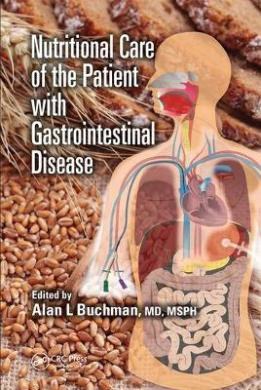 Nutritional Care
of the Patient
with
Gastrointestinal
Disease
Edited by
Alan L Buchman, MD, MSPH
CRC Press